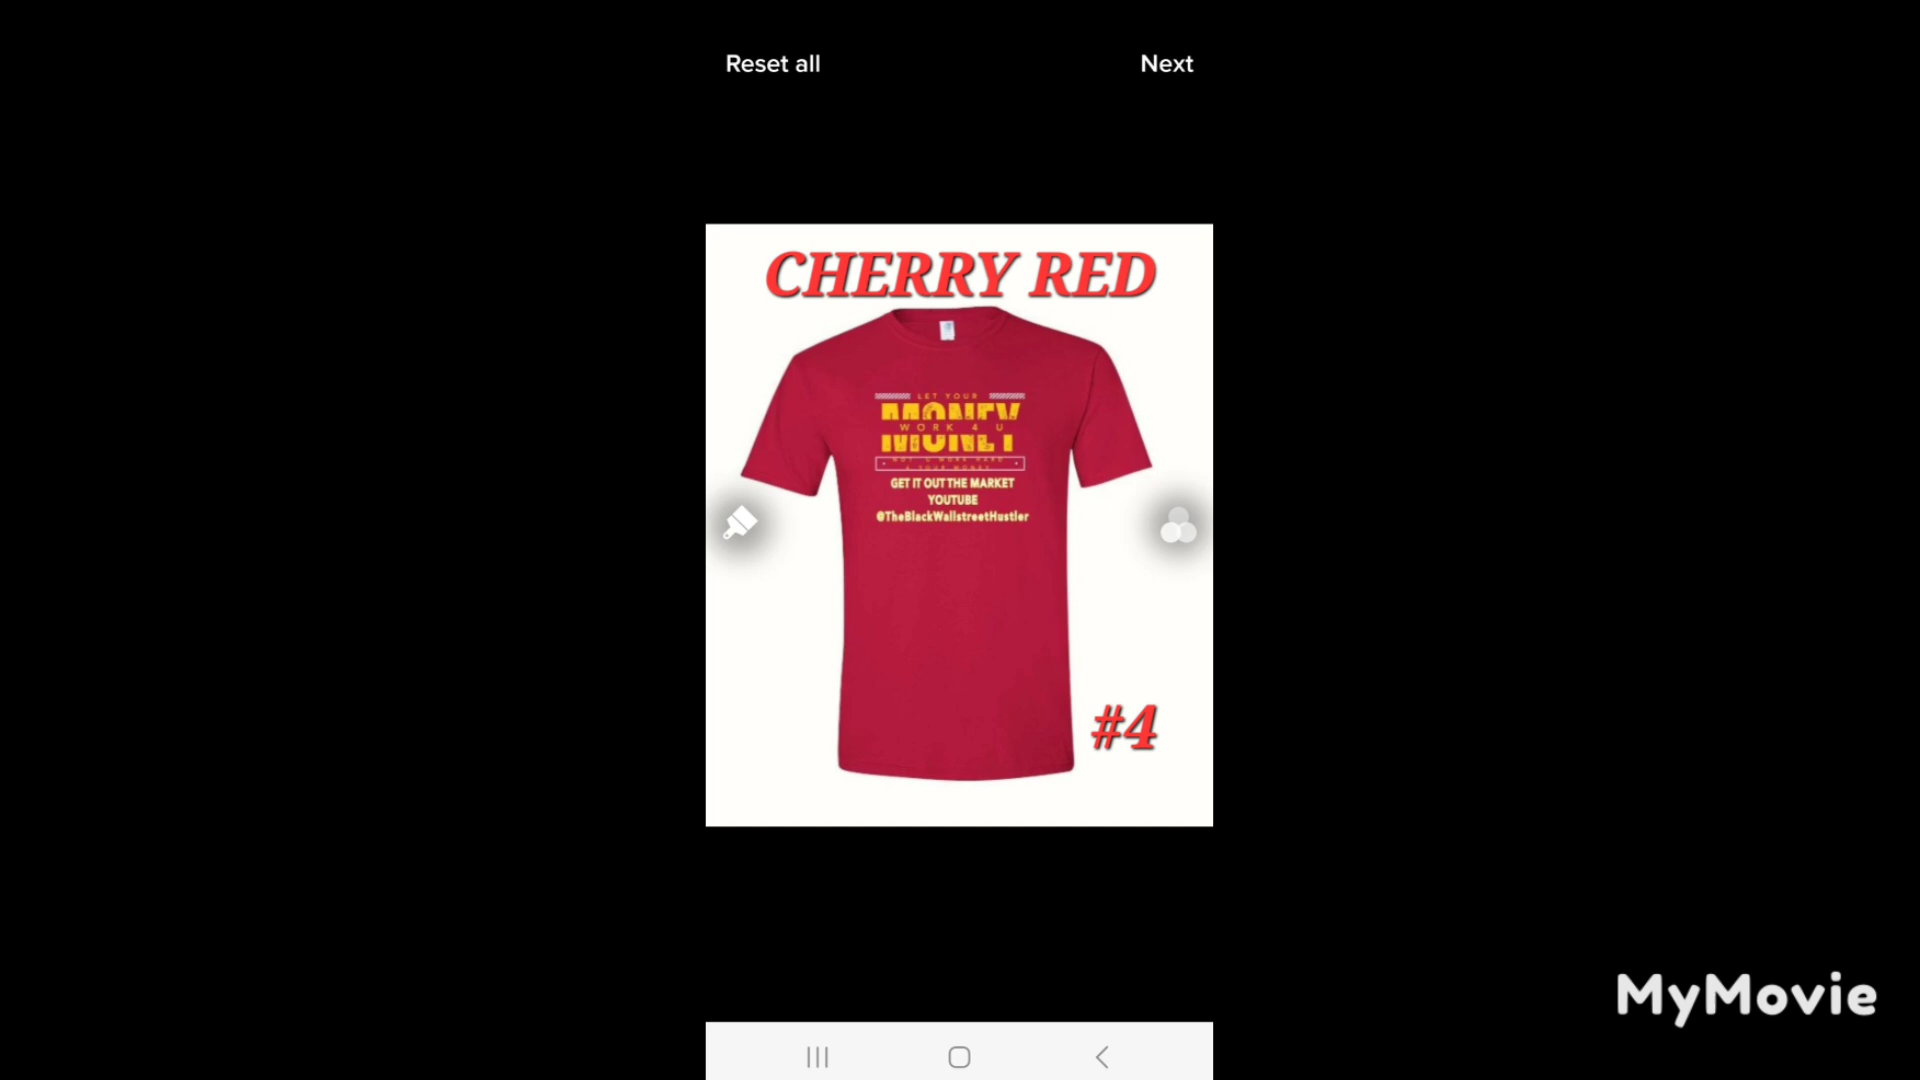 Reset all
Next
CHERRY RED
LET YOUR
MONEY
WORK 4 U
GET IT OUT THE MARKET
YOUTUBE
@TheBlackWallstreetHustler
#4
MyMovie